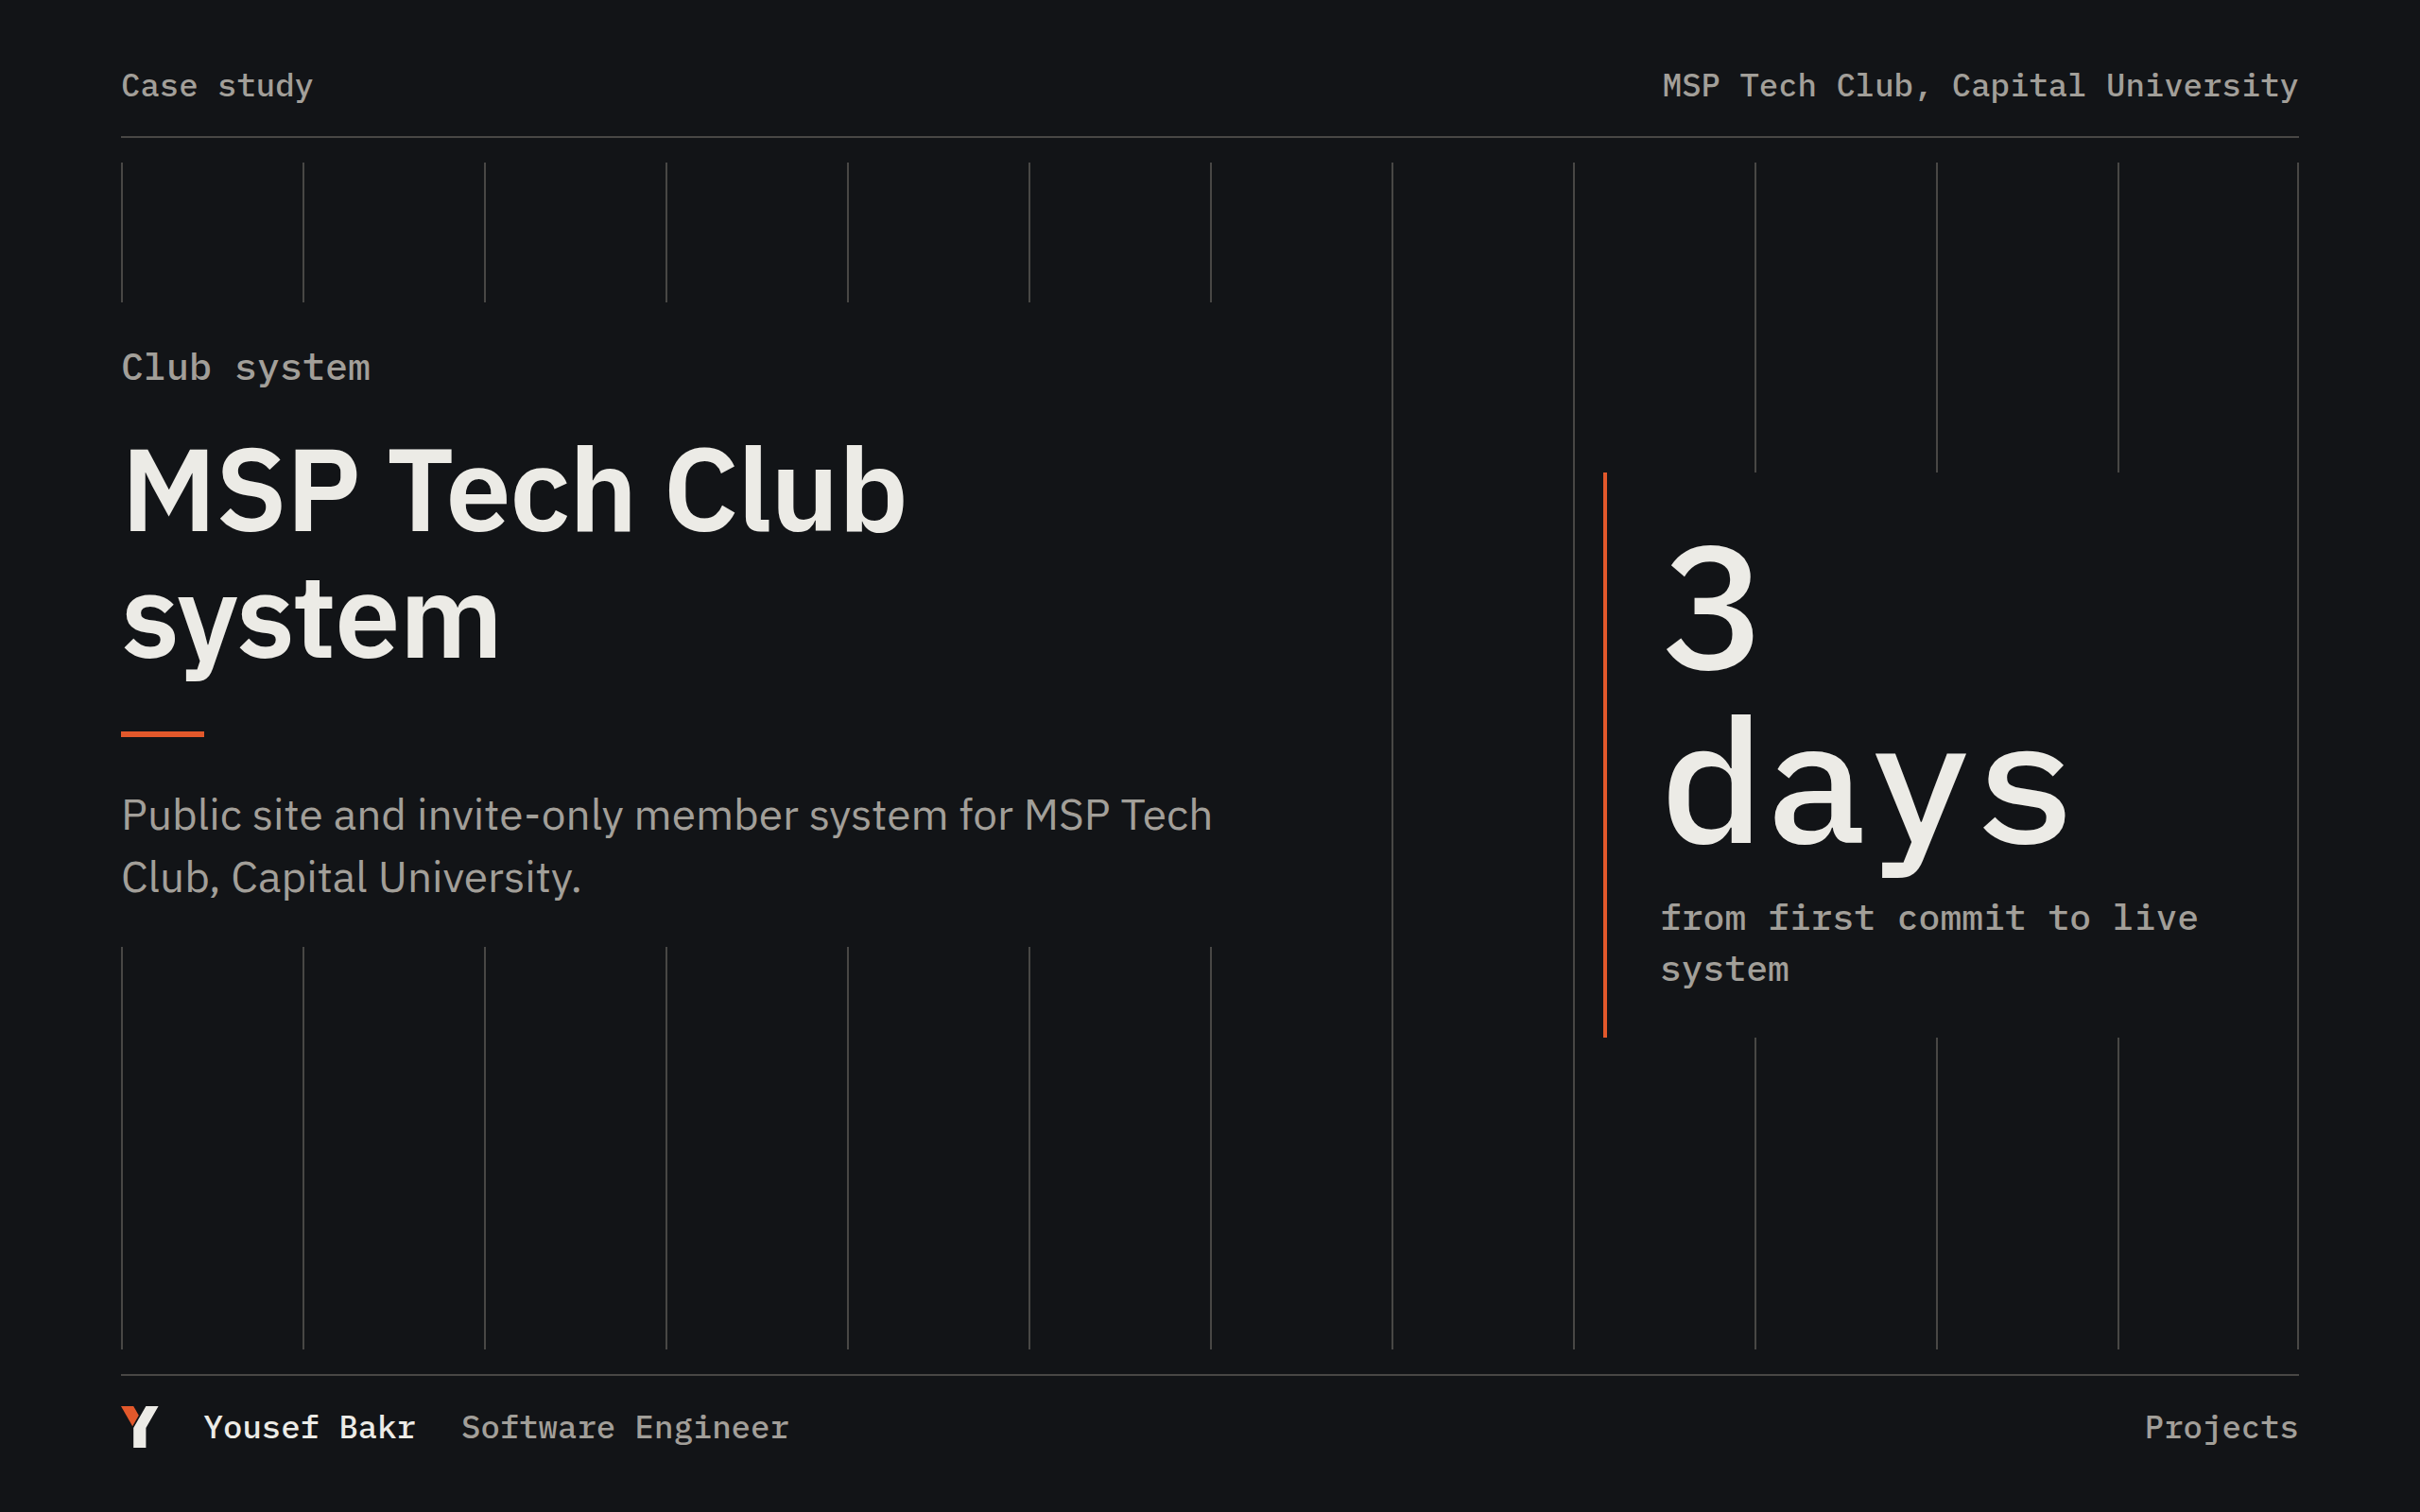 Case study
MSP Tech Club, Capital University
Club system
MSP Tech Club
system
Public site and invite-only member system for MSP Tech
Club, Capital University.
3
days
from first commit to live
system
Y
Yousef Bakr
Software Engineer
Projects